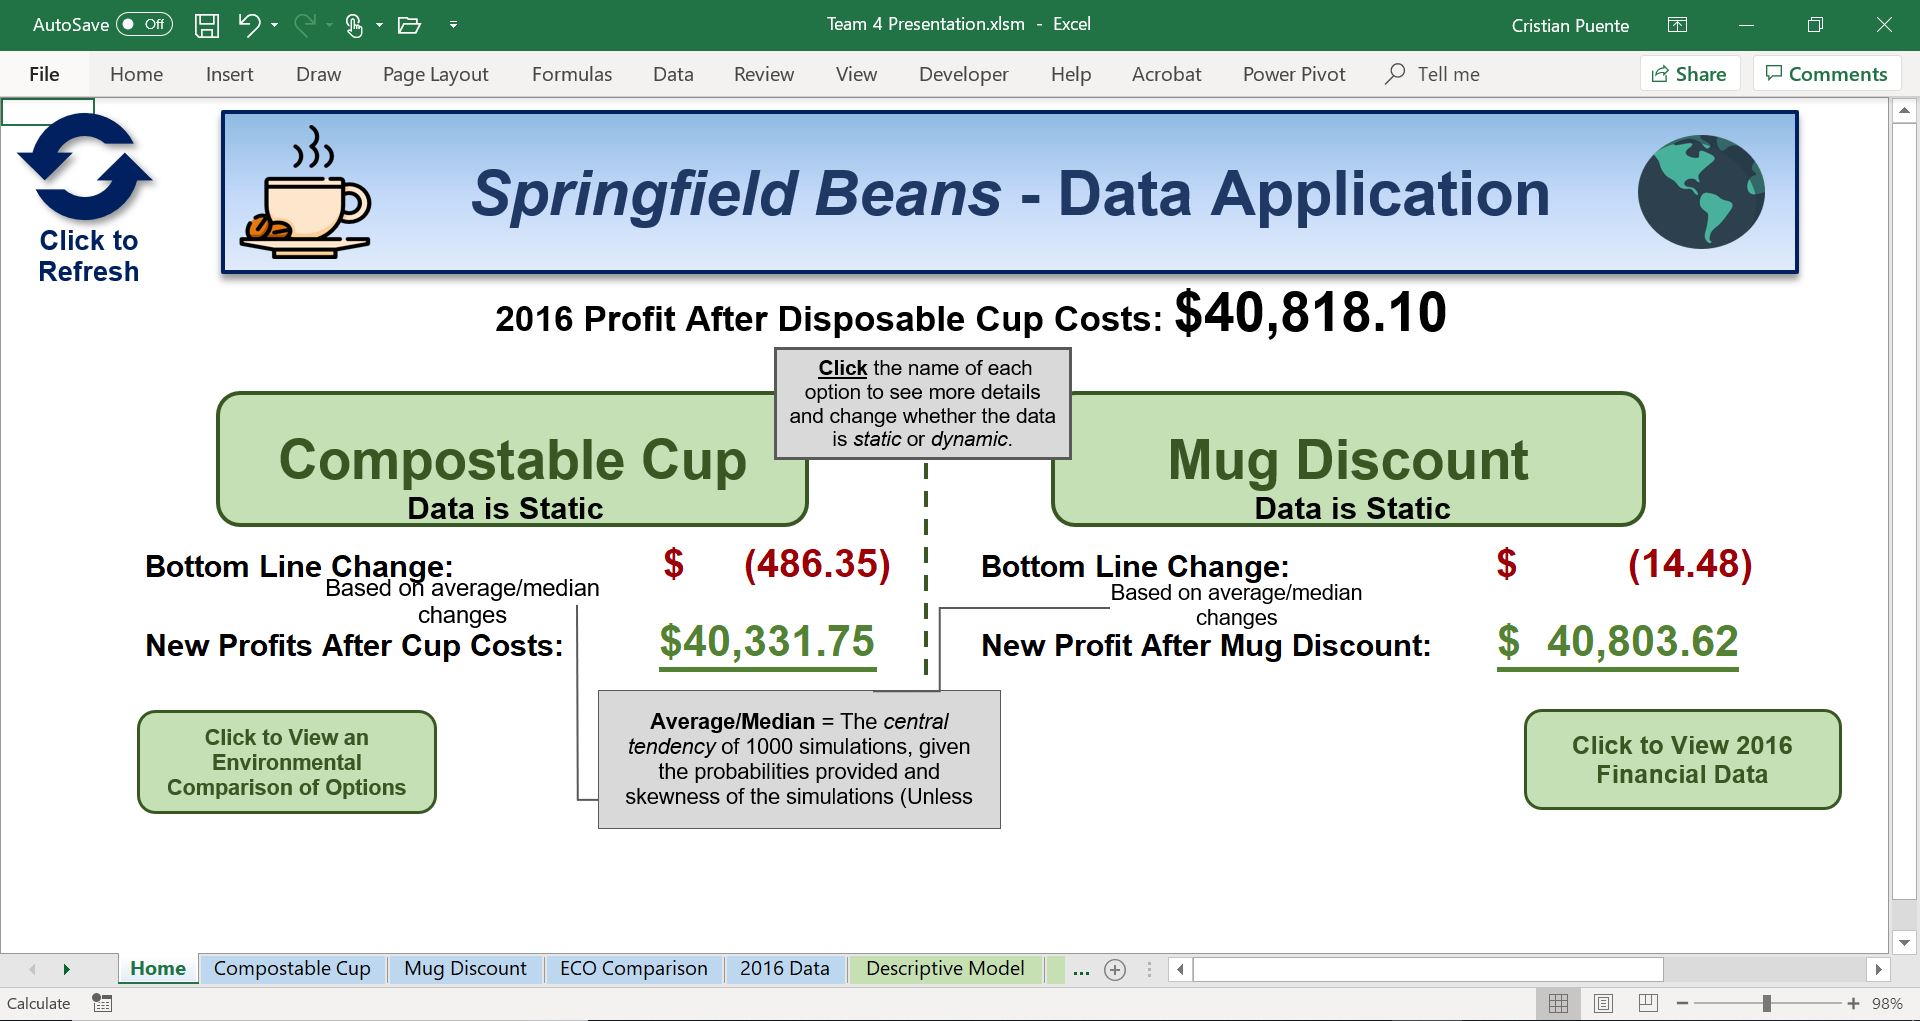 AutoSave Off
Team 4 Presentation.xlsm - Excel
Cristian Puente
File Home Insert Draw Page Layout Formulas Data Review View Developer Help Acrobat Power Pivot Tell me Share Comments
Click to
Refresh
Springfield Beans - Data Application
2016 Profit After Disposable Cup Costs: $40,818.10
Click the name of each
option to see more details
and change whether the data
is static or dynamic.
Compostable Cup
Data is Static
Mug Discount
Data is Static
Bottom Line Change: $ (486.35)
Based on average/median
changes
New Profits After Cup Costs: $40,331.75
Bottom Line Change: $ (14.48)
Based on average/median
changes
New Profit After Mug Discount: $ 40,803.62
Click to View an
Environmental
Comparison of Options
Average/Median = The central
tendency of 1000 simulations, given
the probabilities provided and
skewness of the simulations (Unless
Click to View 2016
Financial Data
Home Compostable Cup Mug Discount ECO Comparison 2016 Data Descriptive Model ...
Calculate
98%